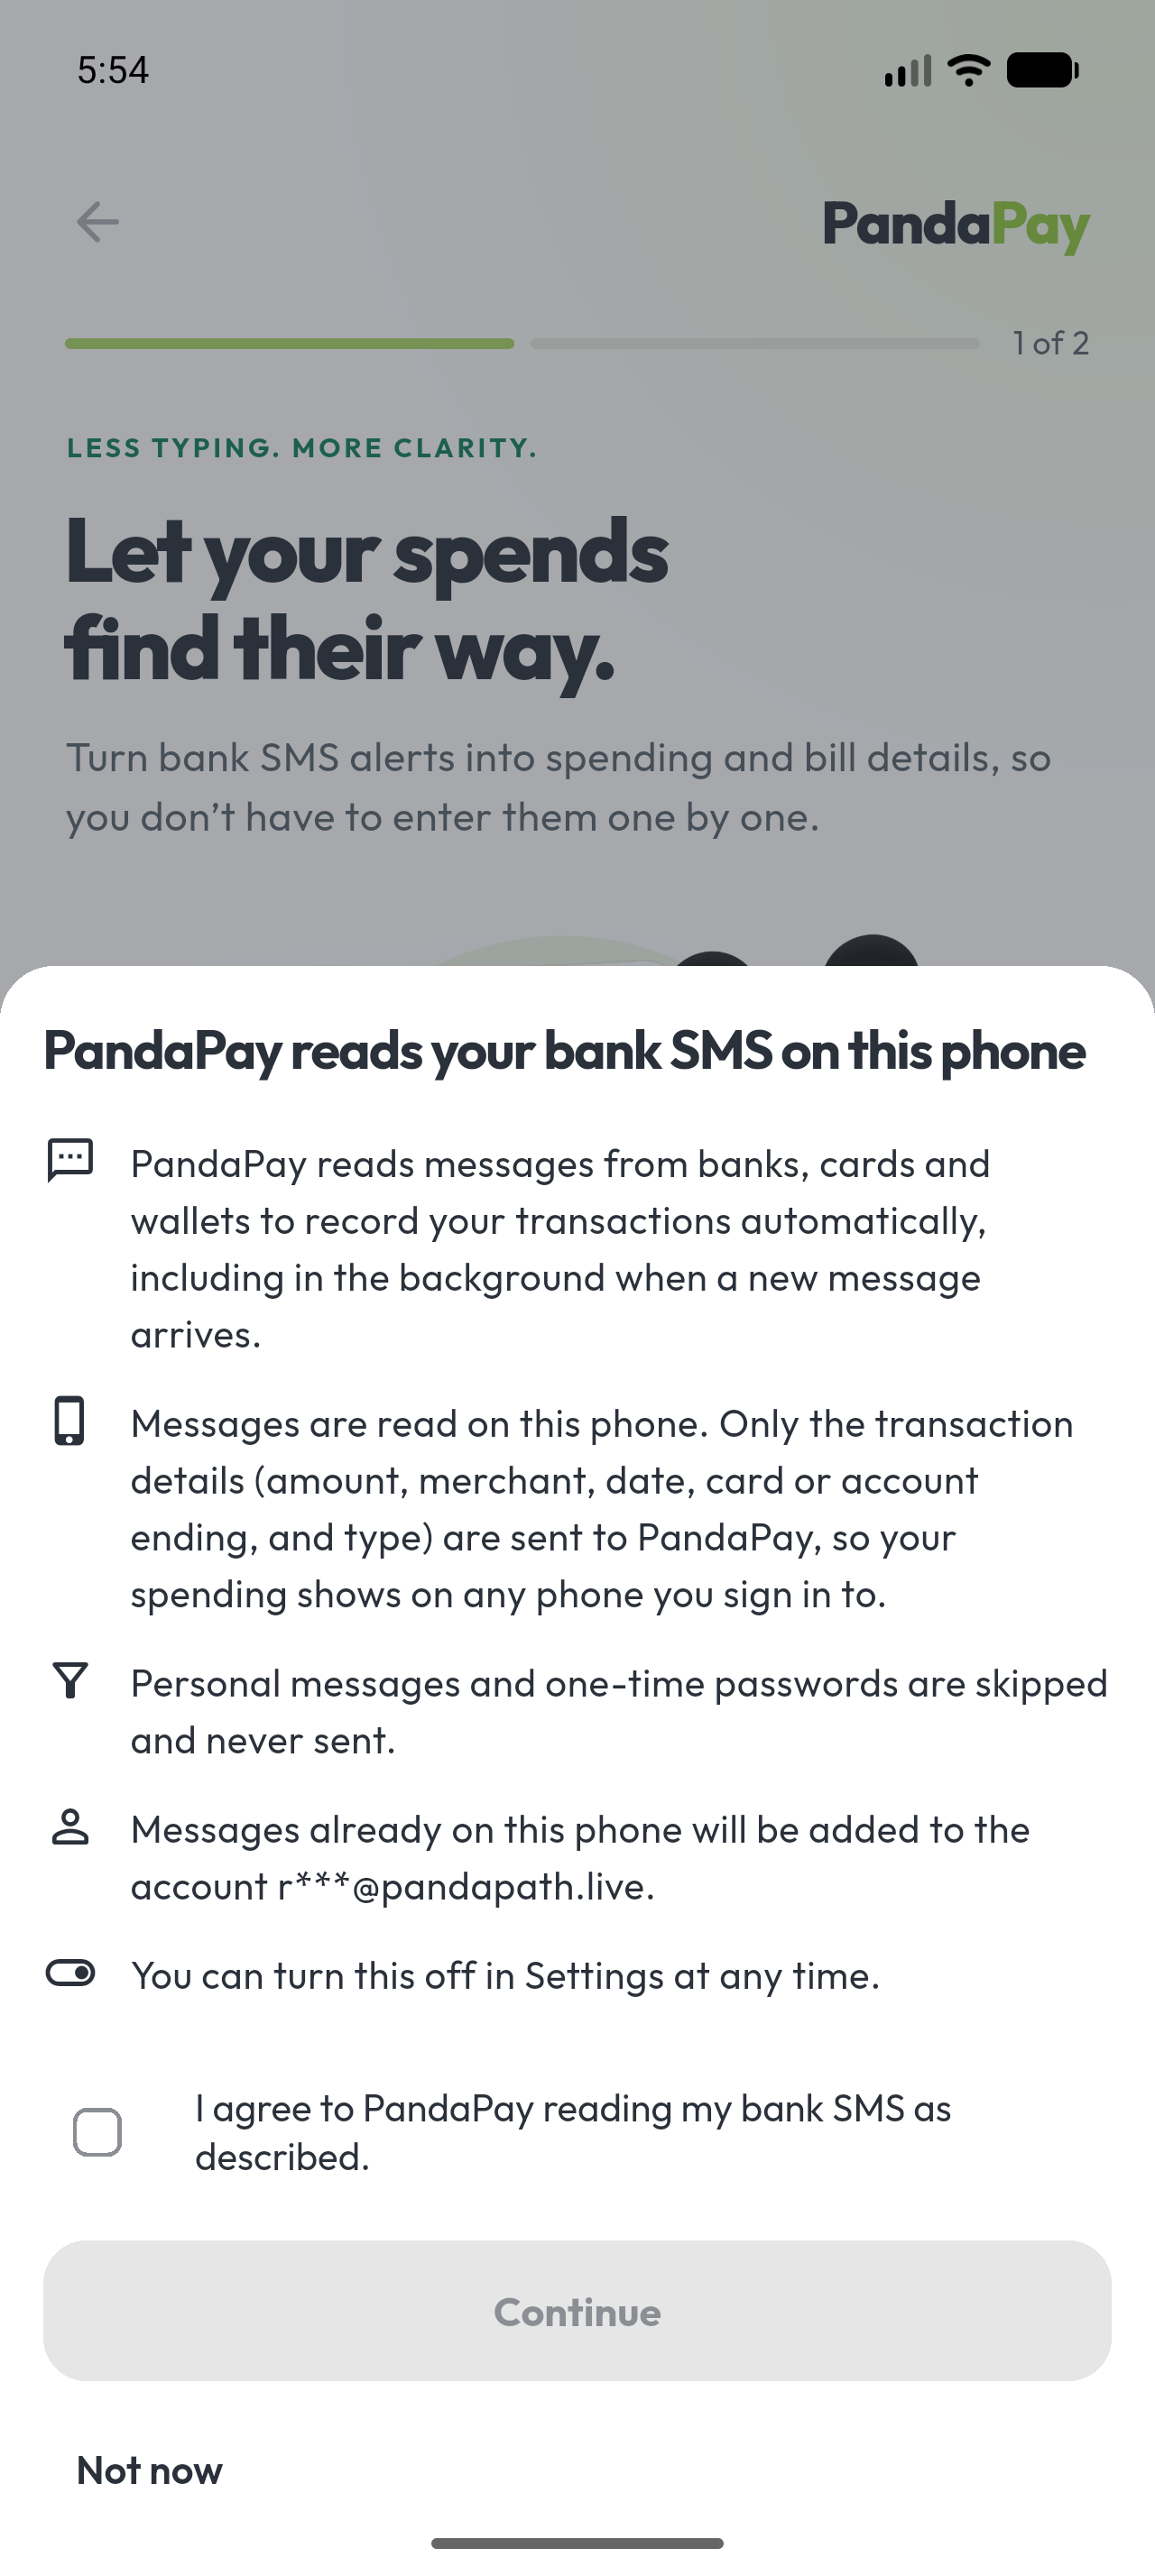 5:54
PandaPay
1 of 2
LESS TYPING. MORE CLARITY.
Let your spends
find their way.
Turn bank SMS alerts into spending and bill details, so
you don’t have to enter them one by one.
PandaPay reads your bank SMS on this phone
PandaPay reads messages from banks, cards and
wallets to record your transactions automatically,
including in the background when a new message
arrives.
Messages are read on this phone. Only the transaction
details (amount, merchant, date, card or account
ending, and type) are sent to PandaPay, so your
spending shows on any phone you sign in to.
Personal messages and one-time passwords are skipped
and never sent.
Messages already on this phone will be added to the
account r***@pandapath.live.
You can turn this off in Settings at any time.
I agree to PandaPay reading my bank SMS as
described.
Continue
Not now